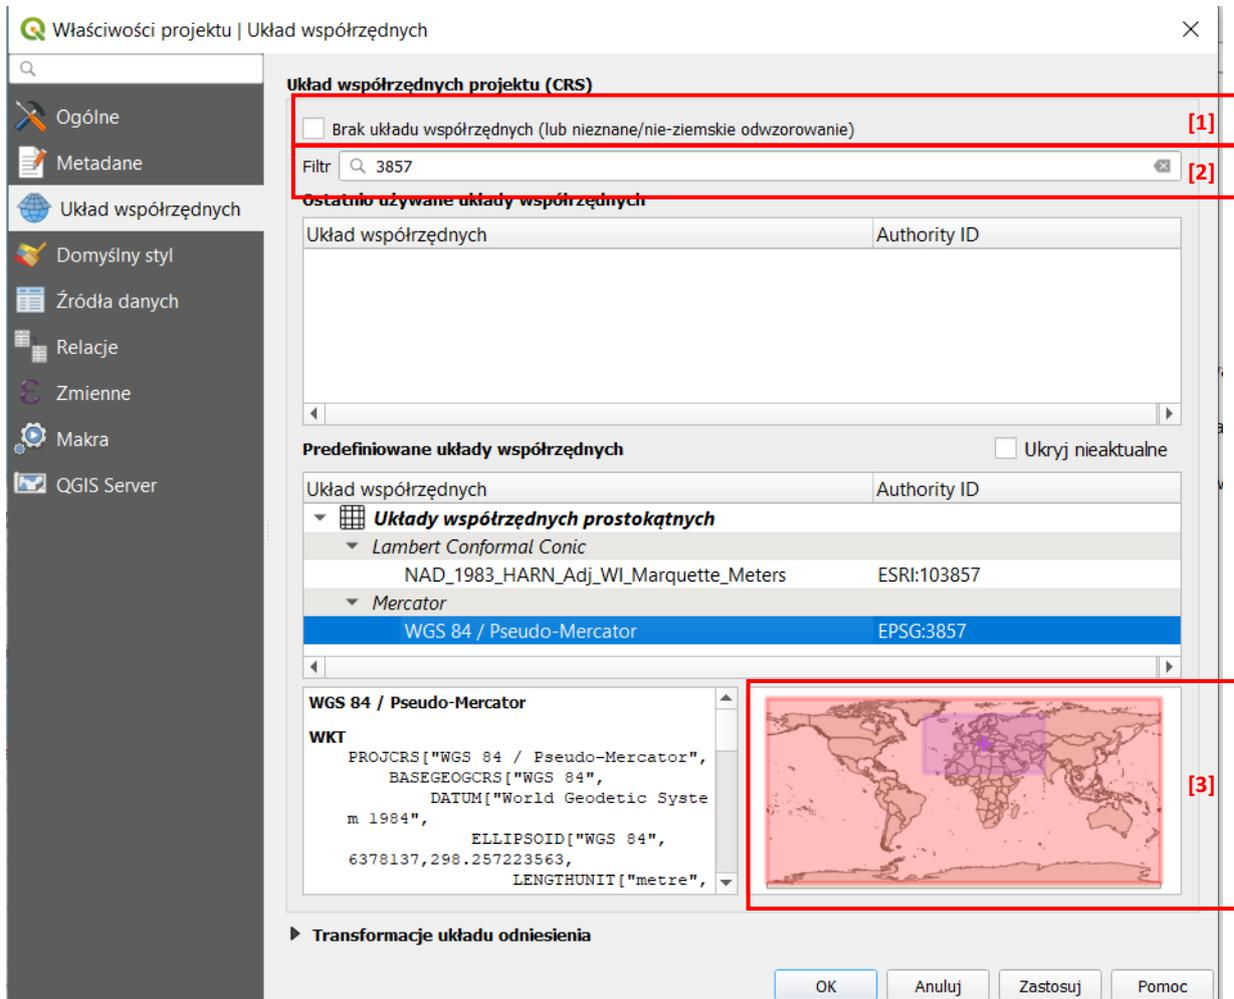 Właściwości projektu | Układ współrzędnych
Ogólne
Metadane
Układ współrzędnych
Domyślny styl
Źródła danych
Relacje
Zmienne
Makra
QGIS Server
Układ współrzędnych projektu (CRS)
Brak układu współrzędnych (lub nieznane/nie-ziemskie odwzorowanie)
[1]
Filtr 3857
[2]
Ostatnio używane układy współrzędnych
Układ współrzędnych Authority ID
Predefiniowane układy współrzędnych Ukryj nieaktualne
Układ współrzędnych Authority ID
Układy współrzędnych prostokątnych
Lambert Conformal Conic
NAD_1983_HARN_Adj_WI_Marquette_Meters ESRI:103857
Mercator
WGS 84 / Pseudo-Mercator EPSG:3857
WGS 84 / Pseudo-Mercator
WKT
PROJCRS["WGS 84 / Pseudo-Mercator",
BASEGEOGCRS["WGS 84",
DATUM["World Geodetic Syste
m 1984",
ELLIPSOID["WGS 84",
6378137,298.257223563,
LENGTHUNIT["metre",
[3]
Transformacje układu odniesienia
OK Anuluj Zastosuj Pomoc